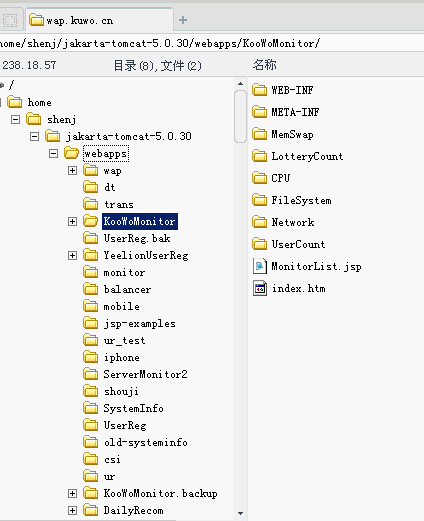 wap.kuwo.cn
home/shenj/jakarta-tomcat-5.0.30/webapps/KooWoMonitor/
238.18.57 目录(8),文件(2) 名称
/
home
shenj
jakarta-tomcat-5.0.30
webapps
wap
dt
trans
KooWoMonitor
UserReg.bak
YeelionUserReg
monitor
balancer
mobile
jsp-examples
ur_test
iphone
ServerMonitor2
shouji
SystemInfo
UserReg
old-systeminfo
csi
ur
KooWoMonitor.backup
DailyRecom
WEB-INF
META-INF
MemSwap
LotteryCount
CPU
FileSystem
Network
UserCount
MonitorList.jsp
index.htm